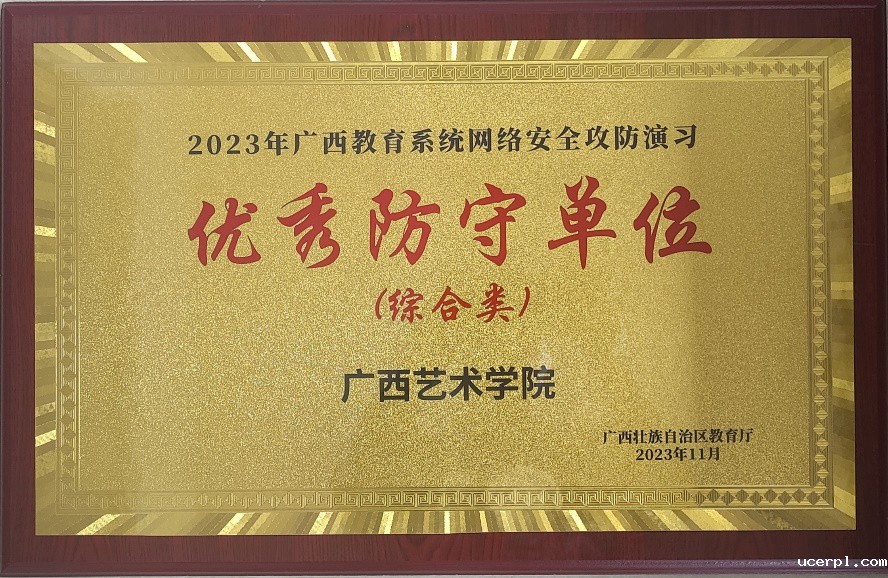 2023年广西教育系统网络安全攻防演习
优秀防守单位
(综合类)
广西艺术学院
广西壮族自治区教育厅
2023年11月
ucerpl.com